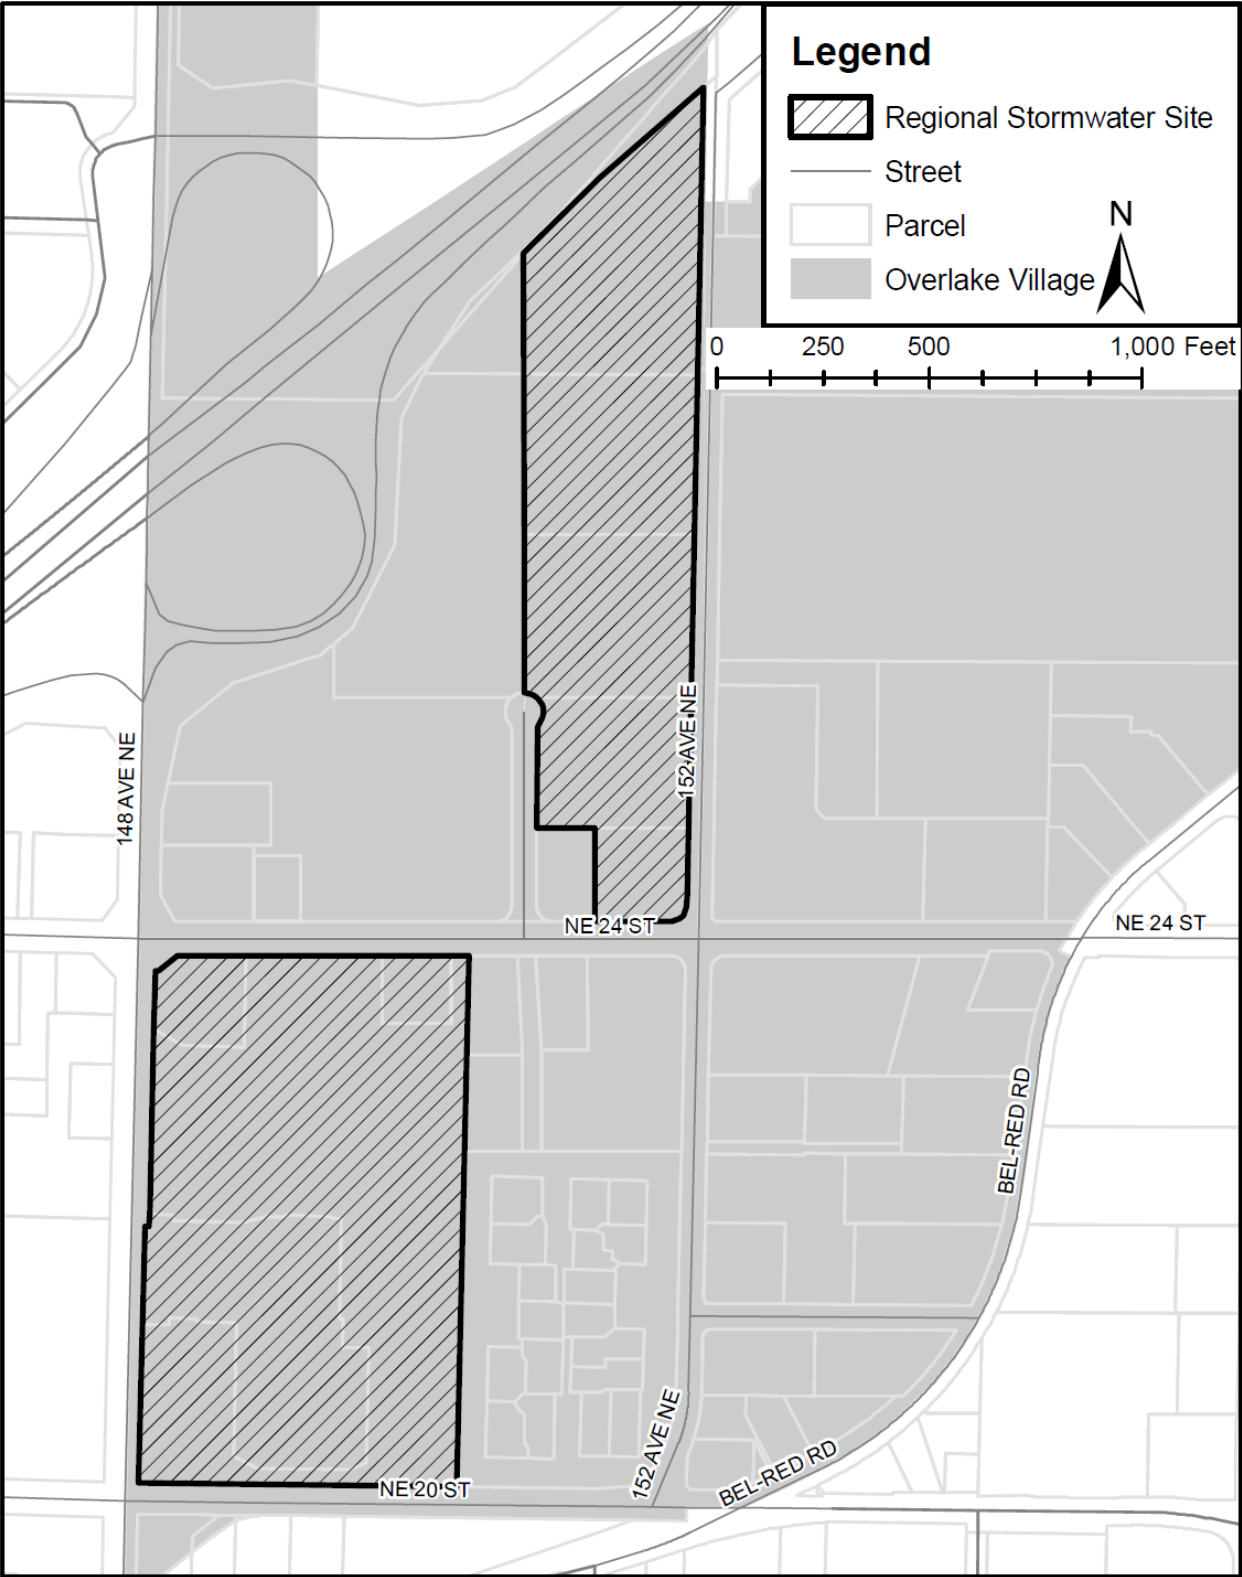 Legend
Regional Stormwater Site
Street
Parcel
Overlake Village
N
0 250 500 1,000 Feet
148 AVE NE
152 AVE NE
NE 24 ST
NE 24 ST
BEL-RED RD
152 AVE NE
BEL-RED RD
NE 20 ST